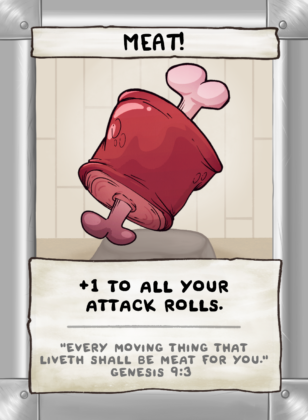 MEAT!
+1 TO ALL YOUR
ATTACK ROLLS.
"EVERY MOVING THING THAT
LIVETH SHALL BE MEAT FOR YOU."
GENESIS 9:3